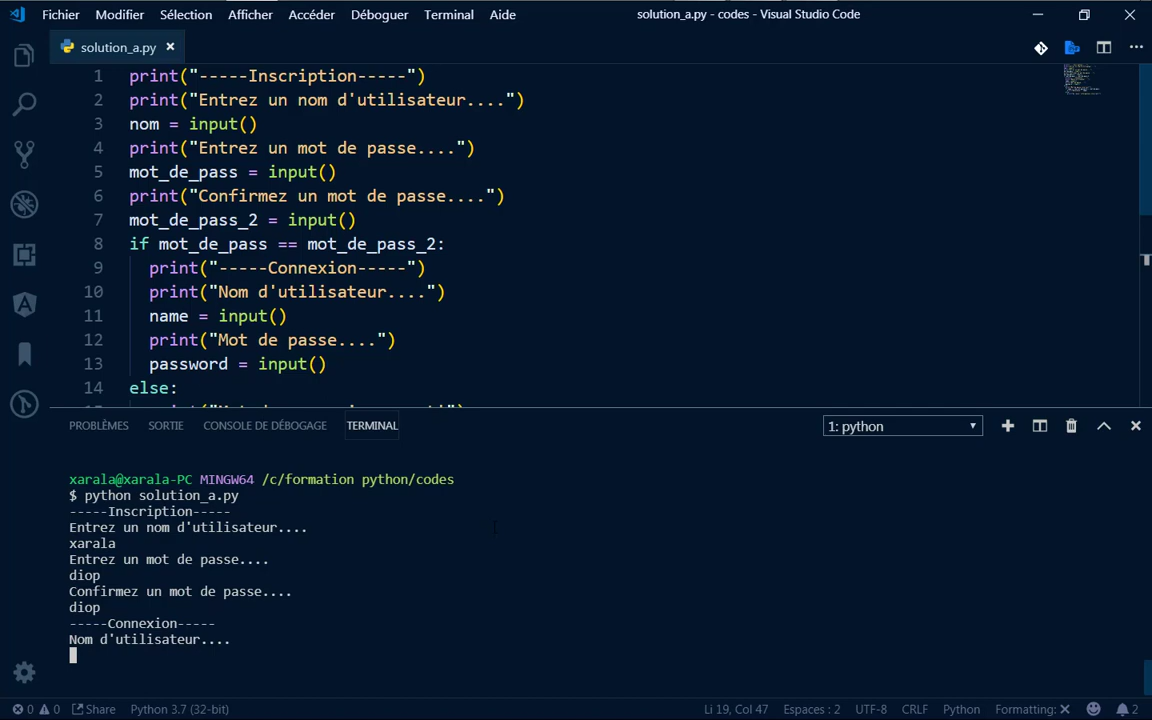 Fichier Modifier Sélection Afficher Accéder Déboguer Terminal Aide solution_a.py - codes - Visual Studio Code
solution_a.py
1 print("-----Inscription-----")
2 print("Entrez un nom d'utilisateur....")
3 nom = input()
4 print("Entrez un mot de passe....")
5 mot_de_pass = input()
6 print("Confirmez un mot de passe....")
7 mot_de_pass_2 = input()
8 if mot_de_pass == mot_de_pass_2:
9 print("-----Connexion-----")
10 print("Nom d'utilisateur....")
11 name = input()
12 print("Mot de passe....")
13 password = input()
14 else:
PROBLÈMES SORTIE CONSOLE DE DÉBOGAGE TERMINAL 1: python
xarala@xarala-PC MINGW64 /c/formation python/codes
$ python solution_a.py
-----Inscription-----
Entrez un nom d'utilisateur....
xarala
Entrez un mot de passe....
diop
Confirmez un mot de passe....
diop
-----Connexion-----
Nom d'utilisateur....
0 0 Share Python 3.7 (32-bit) Li 19, Col 47 Espaces : 2 UTF-8 CRLF Python Formatting: 2